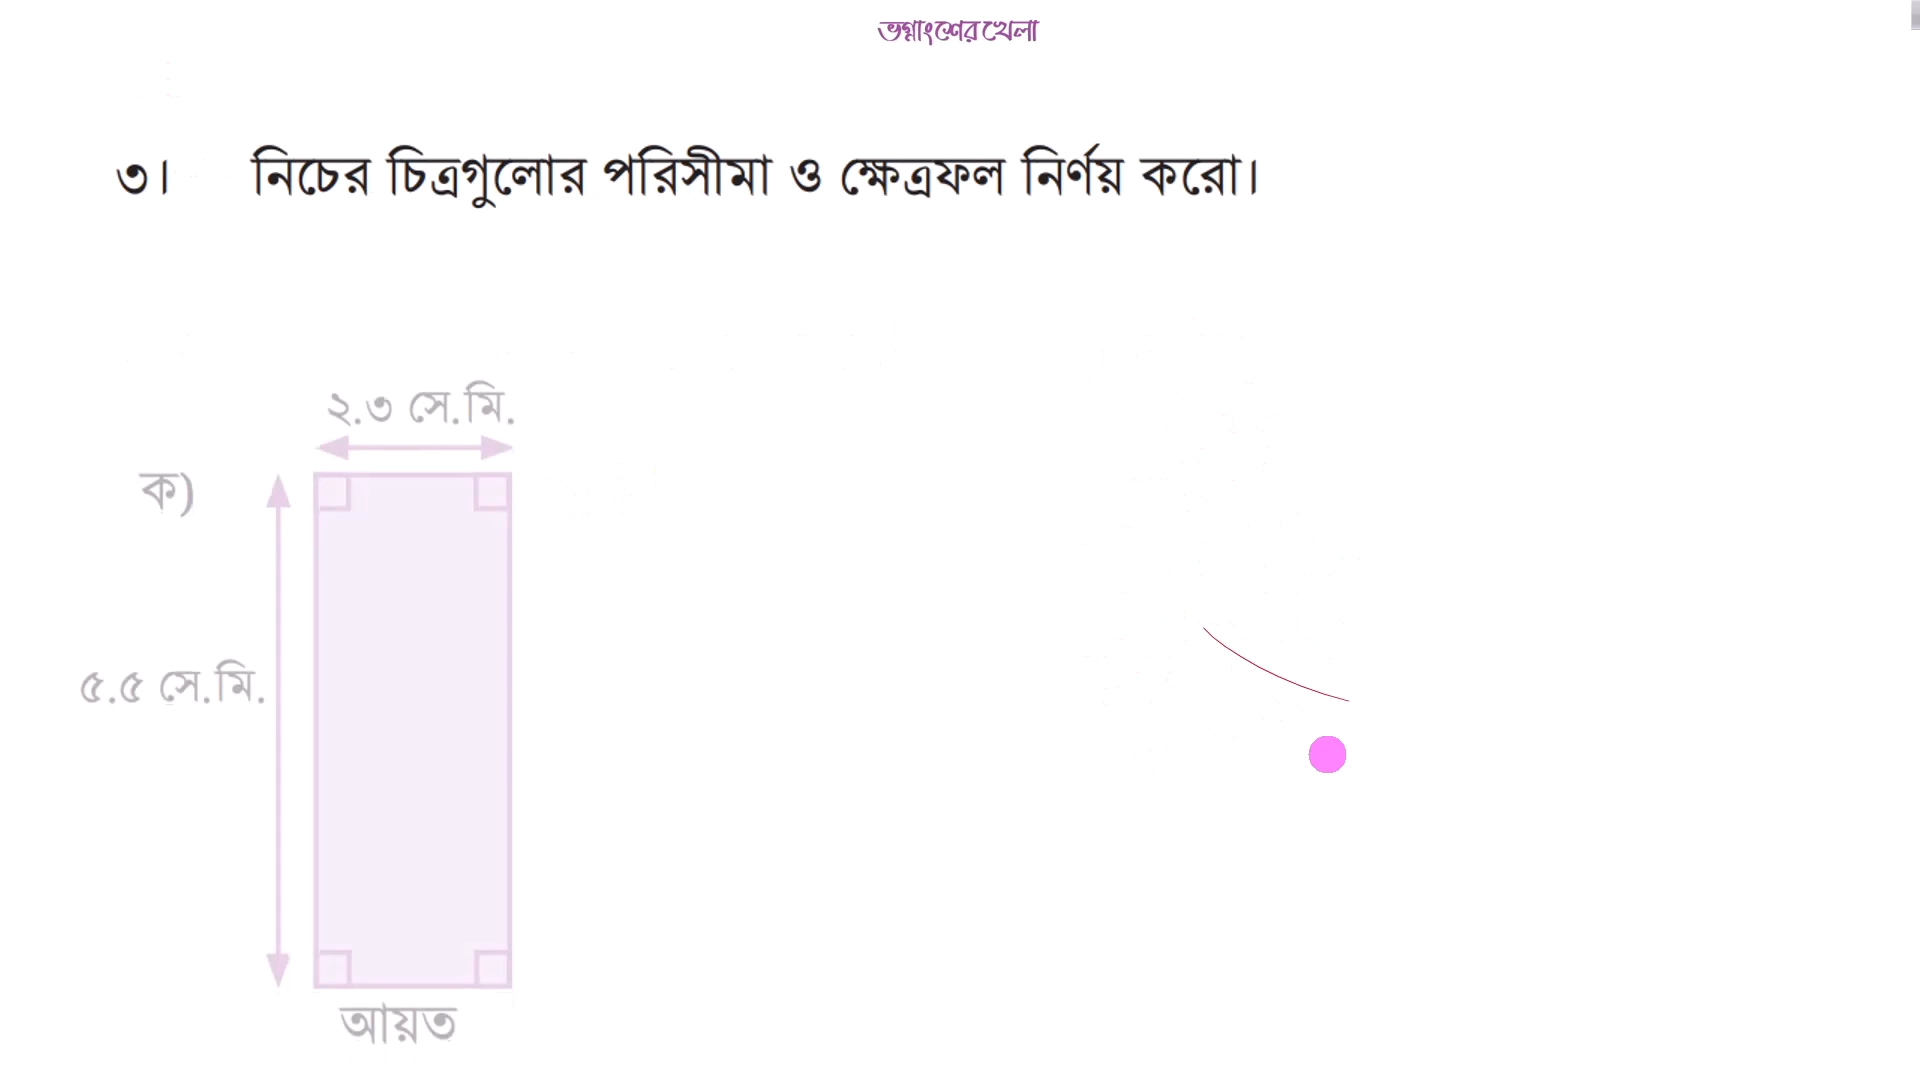 ভগ্নাংশের খেলা
৩। নিচের চিত্রগুলোর পরিসীমা ও ক্ষেত্রফল নির্ণয় করো।
২.৩ সে.মি.
ক)
৫.৫ সে.মি.
আয়ত